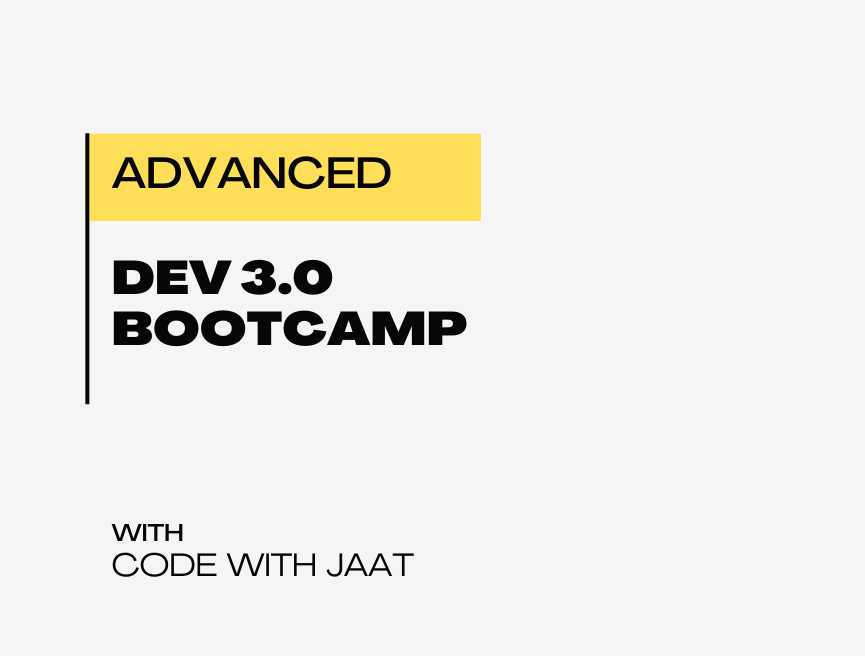 ADVANCED
DEV 3.0
BOOTCAMP
WITH
CODE WITH JAAT